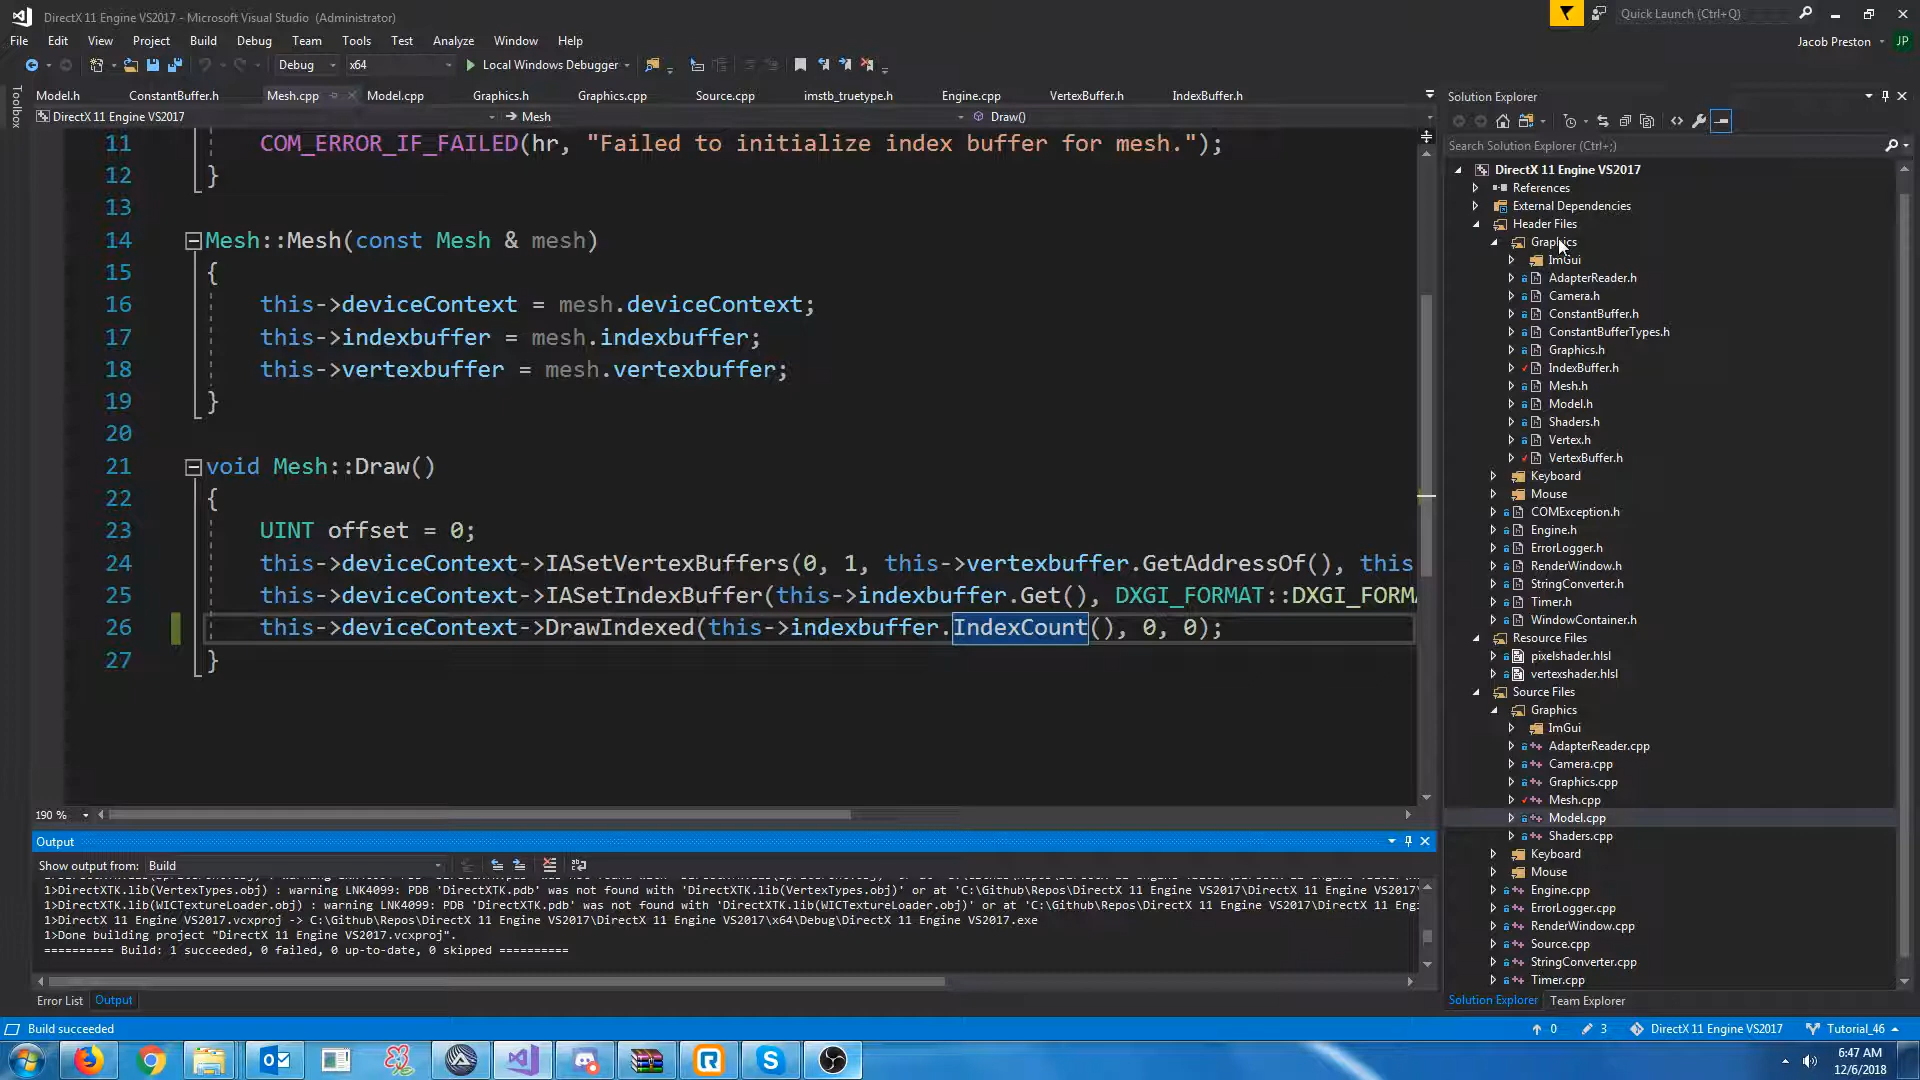 DirectX 11 Engine VS2017 - Microsoft Visual Studio (Administrator)
Quick Launch (Ctrl+Q)
File Edit View Project Build Debug Team Tools Test Analyze Window Help
Jacob Preston JP
Debug x64 Local Windows Debugger
Toolbox
Model.h ConstantBuffer.h Mesh.cpp Model.cpp Graphics.h Graphics.cpp Source.cpp imstb_truetype.h Engine.cpp VertexBuffer.h IndexBuffer.h
DirectX 11 Engine VS2017 Mesh Draw()
11 COM_ERROR_IF_FAILED(hr, "Failed to initialize index buffer for mesh.");
12 }
13
14 Mesh::Mesh(const Mesh & mesh)
15 {
16 this->deviceContext = mesh.deviceContext;
17 this->indexbuffer = mesh.indexbuffer;
18 this->vertexbuffer = mesh.vertexbuffer;
19 }
20
21 void Mesh::Draw()
22 {
23 UINT offset = 0;
24 this->deviceContext->IASetVertexBuffers(0, 1, this->vertexbuffer.GetAddressOf(), this
25 this->deviceContext->IASetIndexBuffer(this->indexbuffer.Get(), DXGI_FORMAT::DXGI_FORM
26 this->deviceContext->DrawIndexed(this->indexbuffer.IndexCount(), 0, 0);
27 }
190 %
Output
Show output from: Build
1>DirectXTK.lib(VertexTypes.obj) : warning LNK4099: PDB 'DirectXTK.pdb' was not found with 'DirectXTK.lib(VertexTypes.obj)' or at 'C:\Github\Repos\DirectX 11 Engine VS2017\DirectX 11 Engine VS2017
1>DirectXTK.lib(WICTextureLoader.obj) : warning LNK4099: PDB 'DirectXTK.pdb' was not found with 'DirectXTK.lib(WICTextureLoader.obj)' or at 'C:\Github\Repos\DirectX 11 Engine VS2017\DirectX 11 Eng
1>DirectX 11 Engine VS2017.vcxproj -> C:\Github\Repos\DirectX 11 Engine VS2017\DirectX 11 Engine VS2017\x64\Debug\DirectX 11 Engine VS2017.exe
1>Done building project "DirectX 11 Engine VS2017.vcxproj".
========== Build: 1 succeeded, 0 failed, 0 up-to-date, 0 skipped ==========
Error List Output
Solution Explorer
Search Solution Explorer (Ctrl+;)
DirectX 11 Engine VS2017
References
External Dependencies
Header Files
Graphics
ImGui
AdapterReader.h
Camera.h
ConstantBuffer.h
ConstantBufferTypes.h
Graphics.h
IndexBuffer.h
Mesh.h
Model.h
Shaders.h
Vertex.h
VertexBuffer.h
Keyboard
Mouse
COMException.h
Engine.h
ErrorLogger.h
RenderWindow.h
StringConverter.h
Timer.h
WindowContainer.h
Resource Files
pixelshader.hlsl
vertexshader.hlsl
Source Files
Graphics
ImGui
AdapterReader.cpp
Camera.cpp
Graphics.cpp
Mesh.cpp
Model.cpp
Shaders.cpp
Keyboard
Mouse
Engine.cpp
ErrorLogger.cpp
RenderWindow.cpp
Source.cpp
StringConverter.cpp
Timer.cpp
Solution Explorer Team Explorer
Build succeeded 0 3 DirectX 11 Engine VS2017 Tutorial_46
6:47 AM
12/6/2018